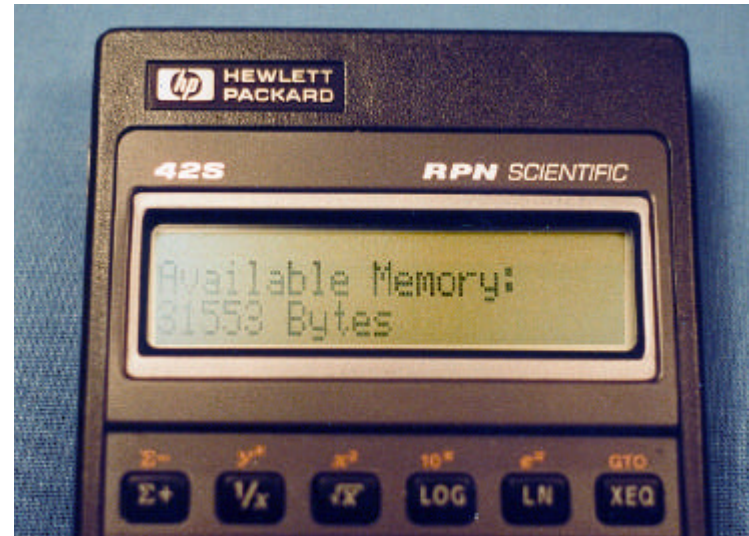 hp HEWLETT
PACKARD
42S RPN SCIENTIFIC
Available Memory:
31553 Bytes
Σ- y^x x² 10^x e^x GTO
Σ+ 1/x √x LOG LN XEQ